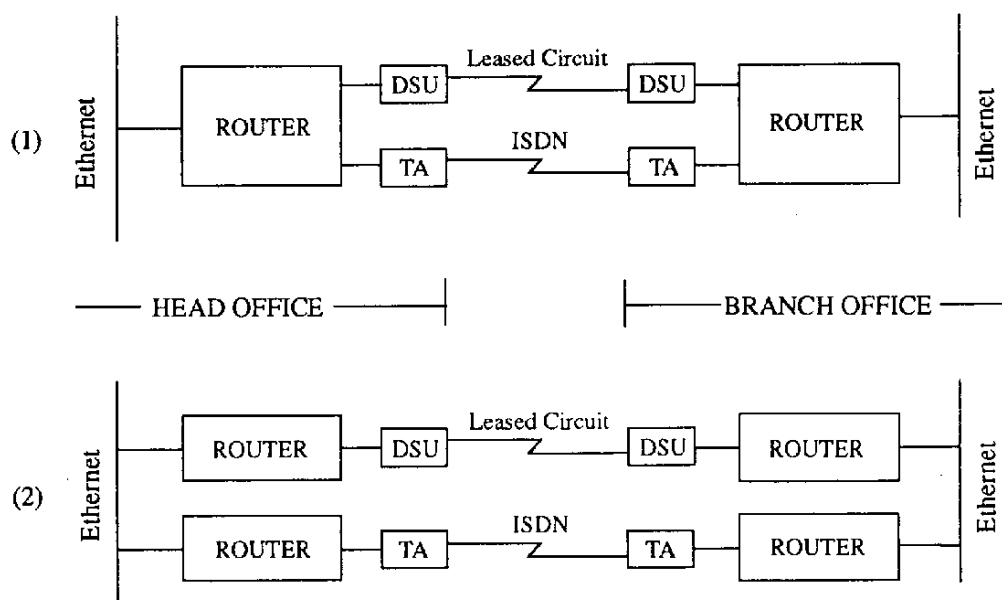 (1)
Ethernet
ROUTER
DSU
Leased Circuit
DSU
ROUTER
Ethernet
TA
ISDN
TA
HEAD OFFICE
BRANCH OFFICE
(2)
Ethernet
ROUTER
DSU
Leased Circuit
DSU
ROUTER
Ethernet
ROUTER
TA
ISDN
TA
ROUTER